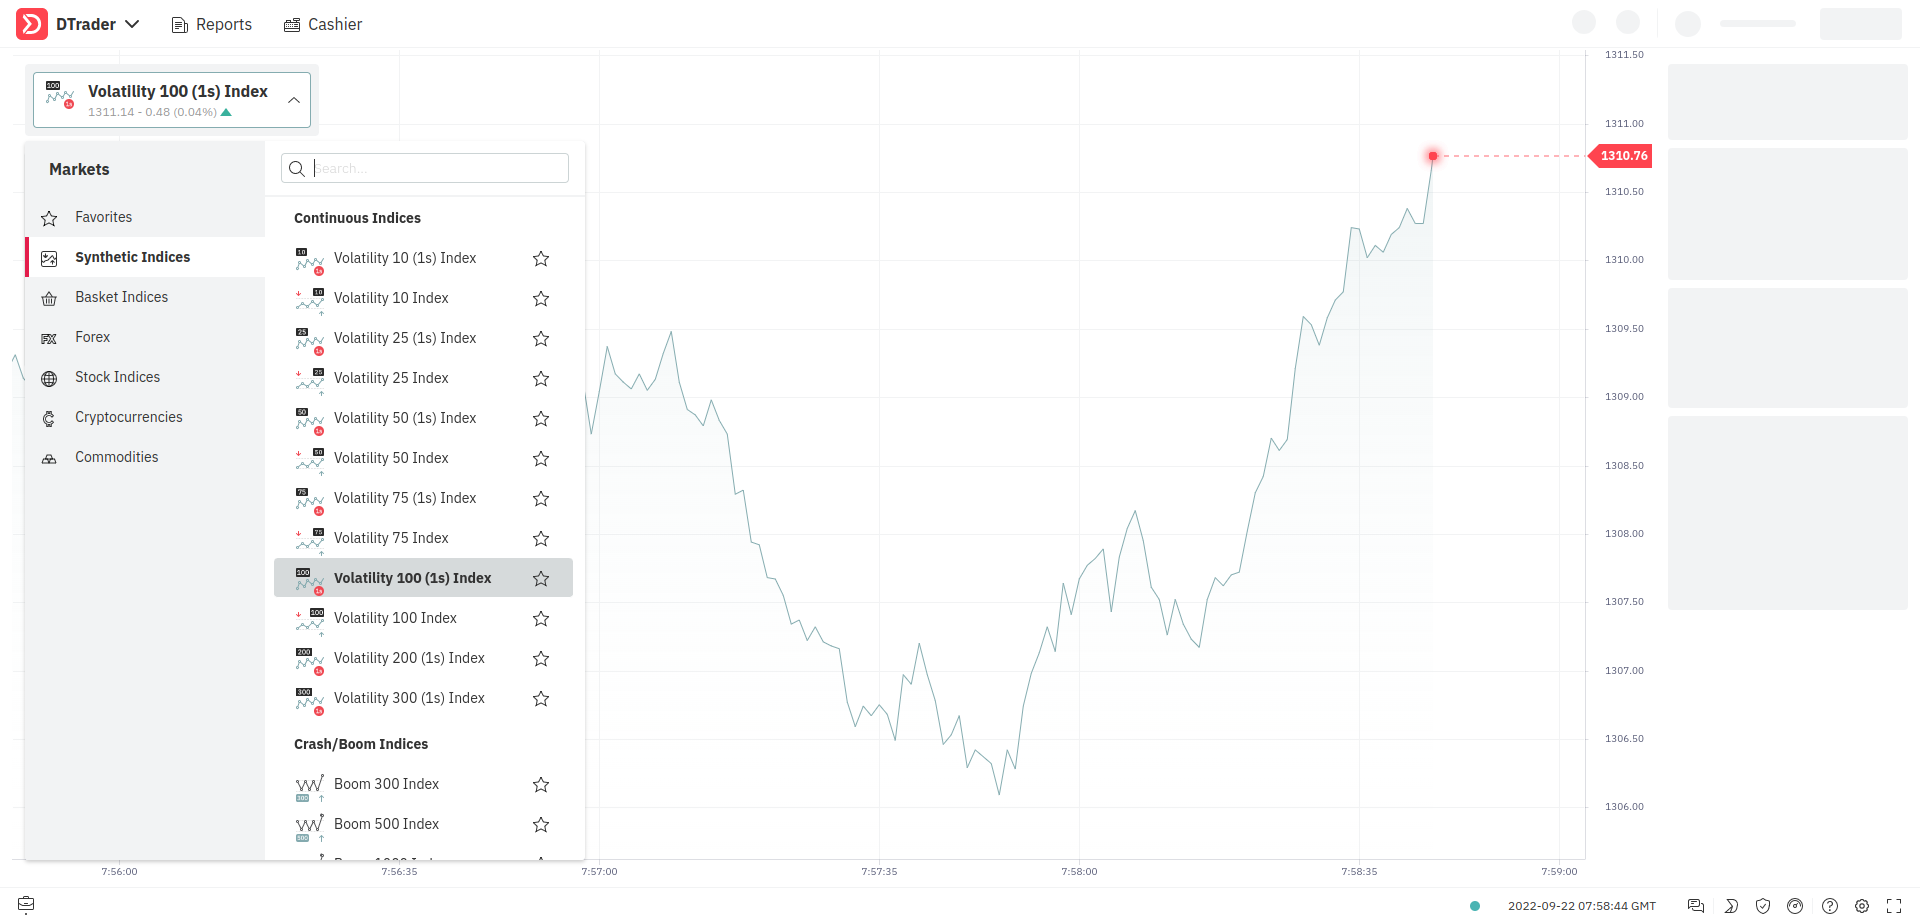 DTrader
Reports
Cashier
Volatility 100 (1s) Index
1311.14 - 0.48 (0.04%)
Markets
Favorites
Synthetic Indices
Basket Indices
Forex
Stock Indices
Cryptocurrencies
Commodities
Search...
Continuous Indices
Volatility 10 (1s) Index
Volatility 10 Index
Volatility 25 (1s) Index
Volatility 25 Index
Volatility 50 (1s) Index
Volatility 50 Index
Volatility 75 (1s) Index
Volatility 75 Index
Volatility 100 (1s) Index
Volatility 100 Index
Volatility 200 (1s) Index
Volatility 300 (1s) Index
Crash/Boom Indices
Boom 300 Index
Boom 500 Index
1311.50
1311.00
1310.76
1310.50
1310.00
1309.50
1309.00
1308.50
1308.00
1307.50
1307.00
1306.50
1306.00
7:56:00
7:56:35
7:57:00
7:57:35
7:58:00
7:58:35
7:59:00
2022-09-22 07:58:44 GMT